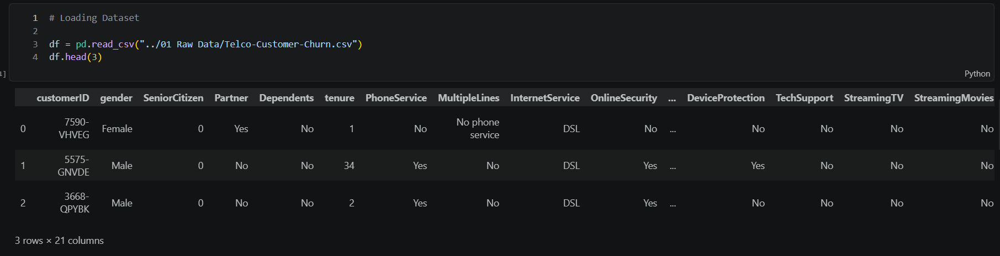 1 # Loading Dataset
2
3 df = pd.read_csv("../01 Raw Data/Telco-Customer-Churn.csv")
4 df.head(3)
1]
Python
customerID gender SeniorCitizen Partner Dependents tenure PhoneService MultipleLines InternetService OnlineSecurity ... DeviceProtection TechSupport StreamingTV StreamingMovies
0 7590-VHVEG Female 0 Yes No 1 No No phone service DSL No ... No No No No
1 5575-GNVDE Male 0 No No 34 Yes No DSL Yes ... Yes No No No
2 3668-QPYBK Male 0 No No 2 Yes No DSL Yes ... No No No No
3 rows × 21 columns